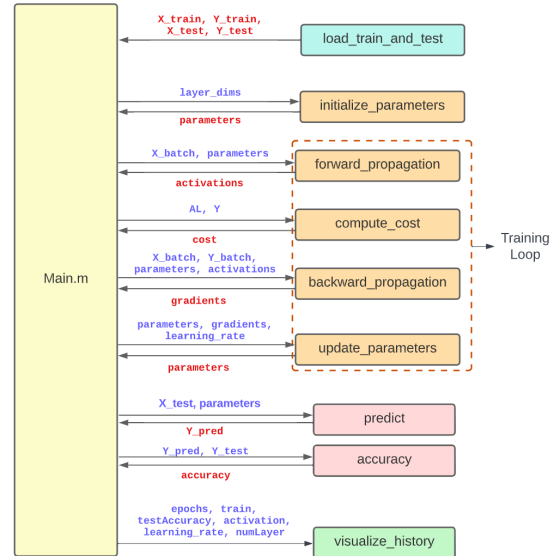 X_train, Y_train,
X_test, Y_test
load_train_and_test
layer_dims
initialize_parameters
parameters
X_batch, parameters
forward_propagation
activations
AL, Y
compute_cost
cost
Training
Loop
Main.m
X_batch, Y_batch,
parameters, activations
backward_propagation
gradients
parameters, gradients,
learning_rate
update_parameters
parameters
X_test, parameters
predict
Y_pred
Y_pred, Y_test
accuracy
accuracy
epochs, train,
testAccuracy, activation,
learning_rate, numLayer
visualize_history